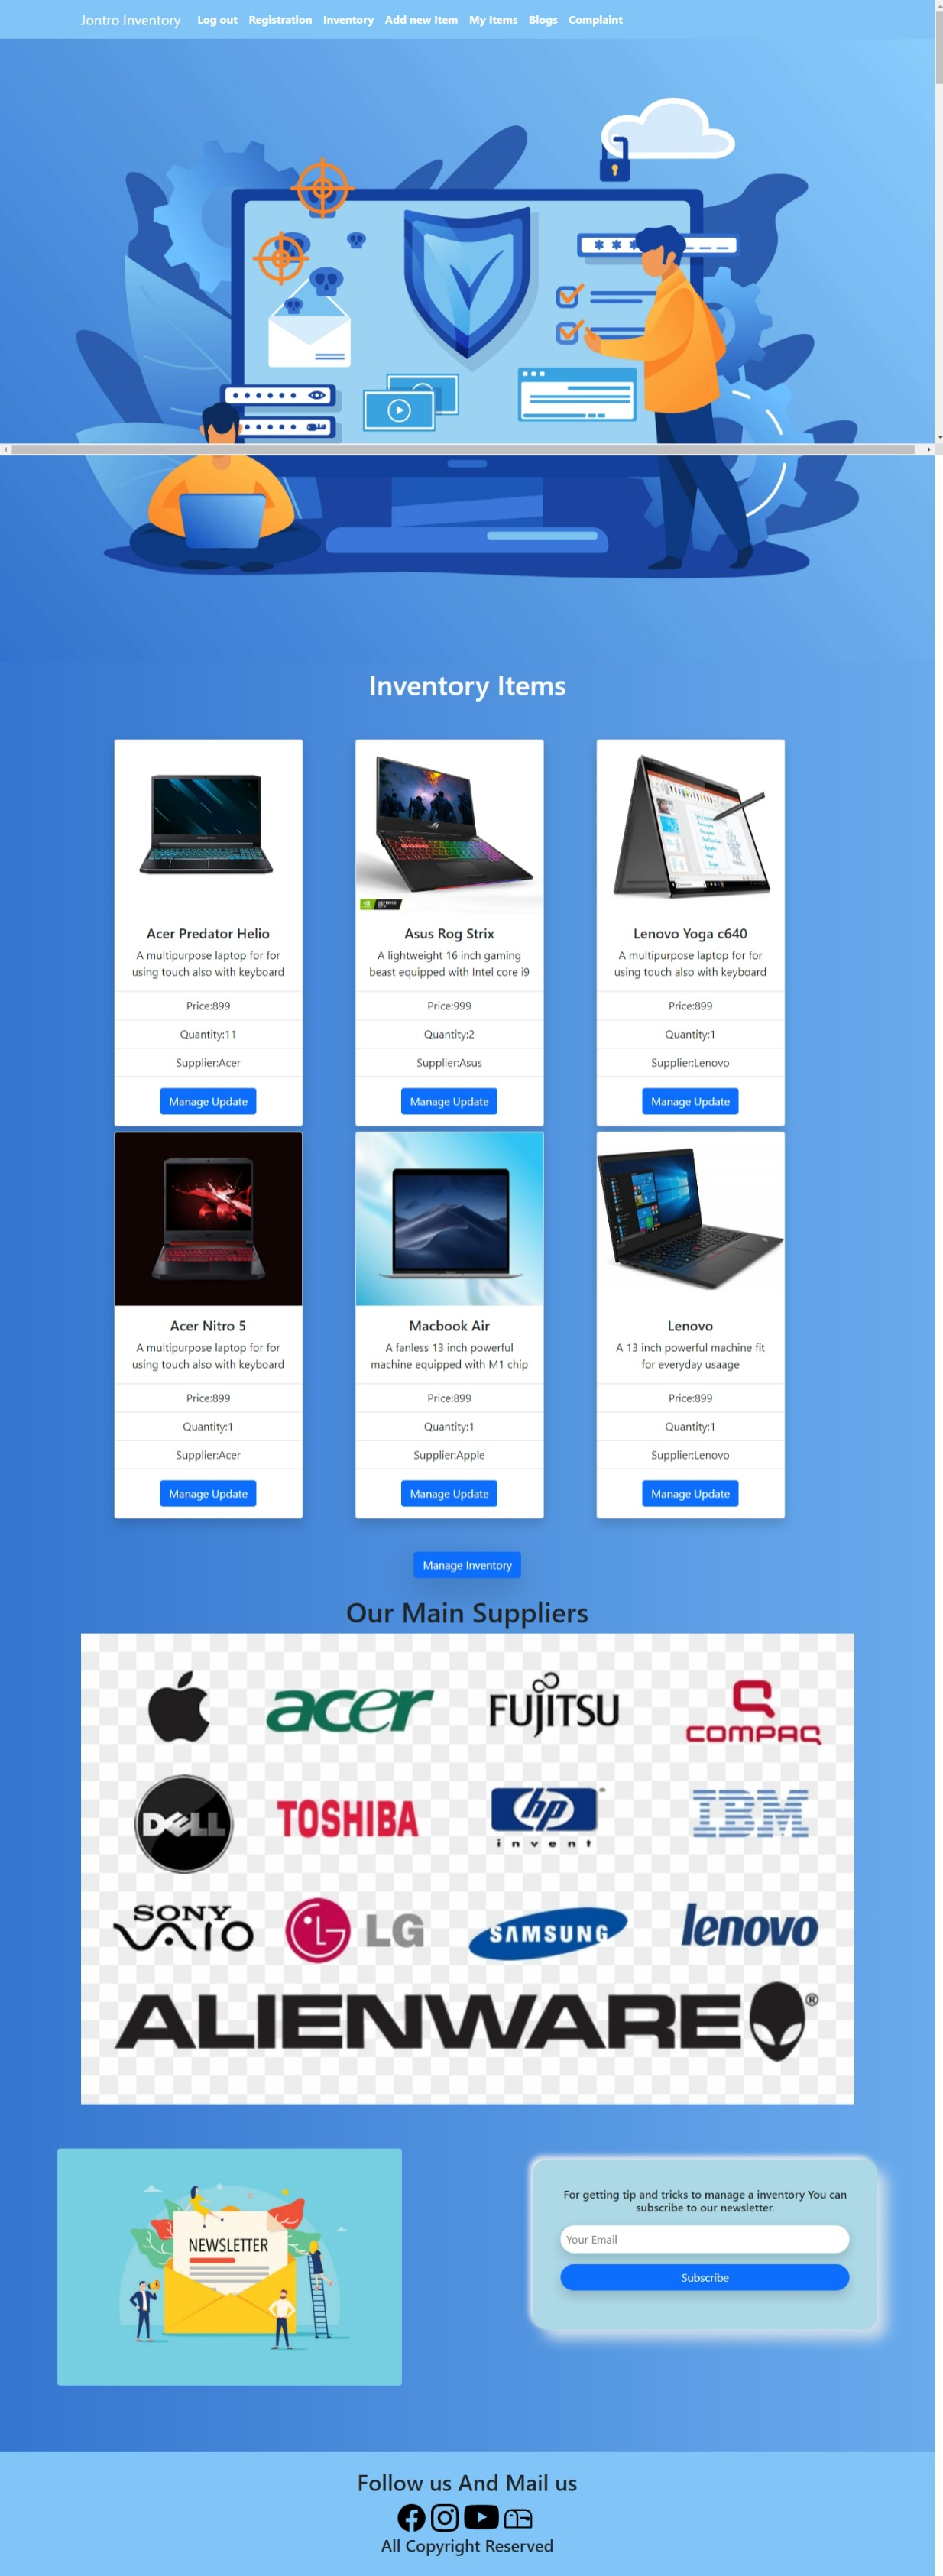 Jontro Inventory Log out Registration Inventory Add new Item My Items Blogs Complaint
Inventory Items
Acer Predator Helio
A multipurpose laptop for for
using touch also with keyboard
Price:899
Quantity:11
Supplier:Acer
Manage Update
Asus Rog Strix
A lightweight 16 inch gaming
beast equipped with Intel core i9
Price:999
Quantity:2
Supplier:Asus
Manage Update
Lenovo Yoga c640
A multipurpose laptop for for
using touch also with keyboard
Price:899
Quantity:1
Supplier:Lenovo
Manage Update
Acer Nitro 5
A multipurpose laptop for for
using touch also with keyboard
Price:899
Quantity:1
Supplier:Acer
Manage Update
Macbook Air
A fanless 13 inch powerful
machine equipped with M1 chip
Price:899
Quantity:1
Supplier:Apple
Manage Update
Lenovo
A 13 inch powerful machine fit
for everyday usaage
Price:899
Quantity:1
Supplier:Lenovo
Manage Update
Manage Inventory
Our Main Suppliers
acer
FUJITSU
COMPAQ
DELL
TOSHIBA
hp
invent
IBM
SONY
VAIO
LG
LG
SAMSUNG
lenovo
ALIENWARE®
NEWSLETTER
For getting tip and tricks to manage a inventory You can
subscribe to our newsletter.
Your Email
Subscribe
Follow us And Mail us
All Copyright Reserved